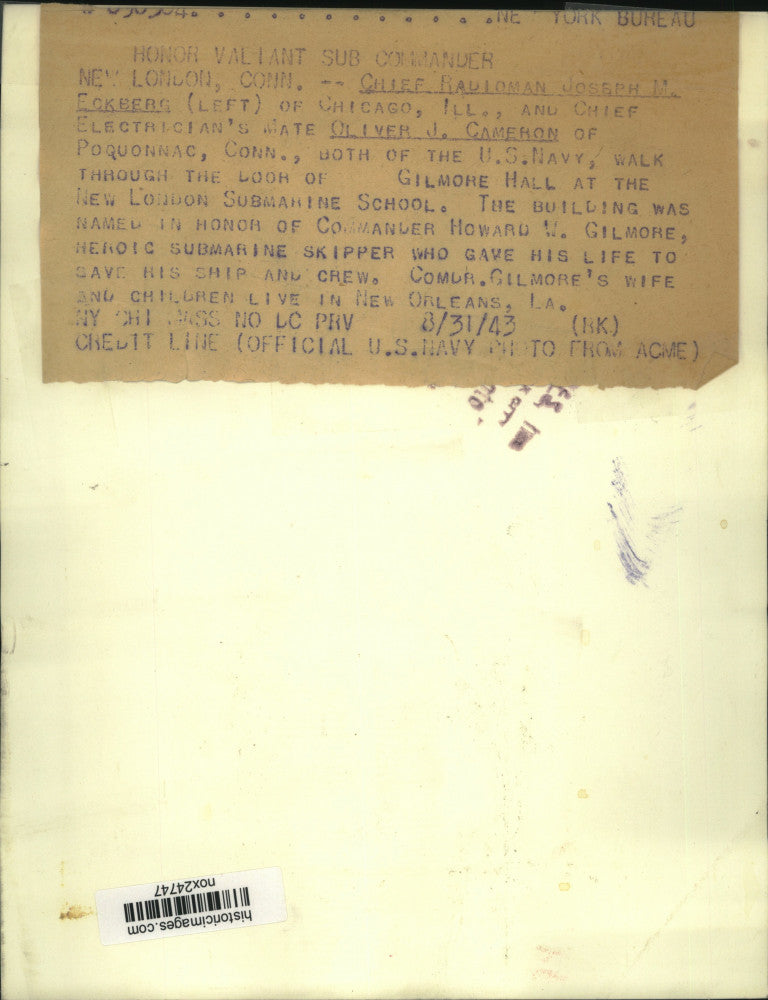 YORK BUREAU
HONOR VALIANT SUB COMMANDER
NEW LONDON, CONN. -- CHIEF RADIOMAN JOSEPH M.
ECKBERG (LEFT) OF CHICAGO, ILL., AND CHIEF
ELECTRICIAN'S MATE OLIVER J. CAMERON OF
POQUONNAC, CONN., BOTH OF THE U.S.NAVY, WALK
THROUGH THE DOOR OF GILMORE HALL AT THE
NEW LONDON SUBMARINE SCHOOL. THE BUILDING WAS
NAMED IN HONOR OF COMMANDER HOWARD W. GILMORE,
HEROIC SUBMARINE SKIPPER WHO GAVE HIS LIFE TO
SAVE HIS SHIP AND CREW. COMDR.GILMORE'S WIFE
AND CHILDREN LIVE IN NEW ORLEANS, LA.
NY CHI WASS NO DC PRV 8/31/43 (RK)
CREDIT LINE (OFFICIAL U.S.NAVY PHOTO FROM ACME)
historicimages.com
nox24747